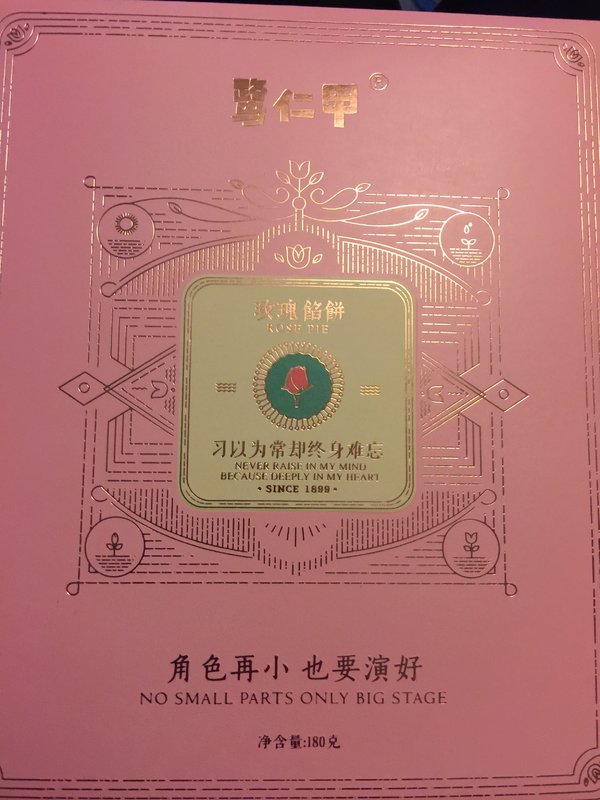 鹭仁甲®
玫瑰餡餅
ROSE PIE
习以为常却终身难忘
NEVER RAISE IN MY MIND
BECAUSE DEEPLY IN MY HEART
• SINCE 1899 •
角色再小 也要演好
NO SMALL PARTS ONLY BIG STAGE
净含量:180克